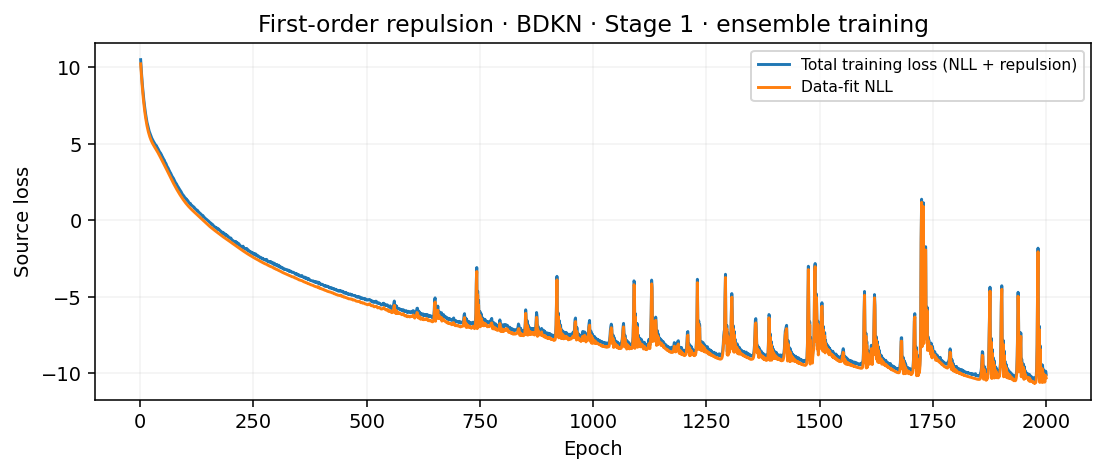 First-order repulsion · BDKN · Stage 1 · ensemble training
Total training loss (NLL + repulsion)
Data-fit NLL
Source loss
10
5
0
−5
−10
0
250
500
750
1000
1250
1500
1750
2000
Epoch